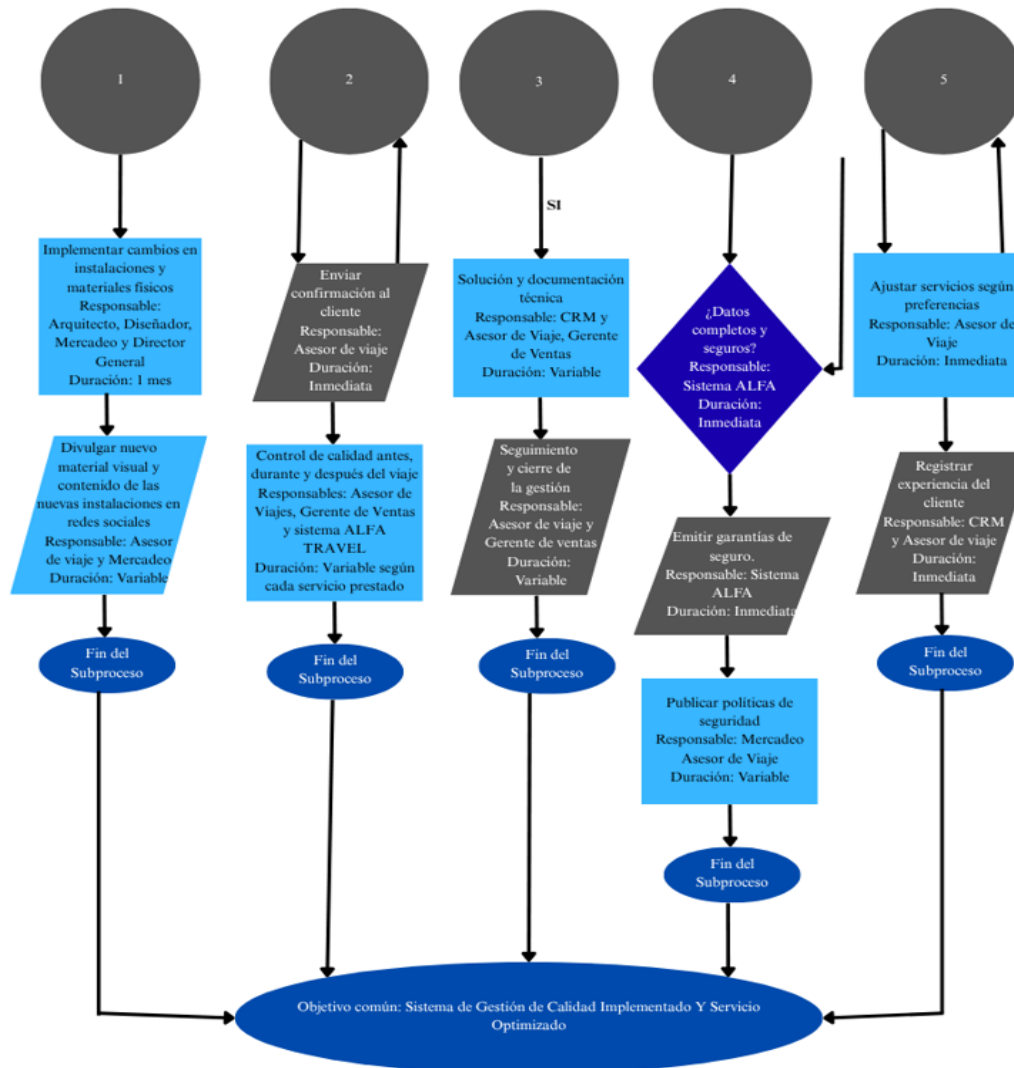 1
2
3
4
5
SI
Implementar cambios en
instalaciones y
materiales físicos
Responsable:
Arquitecto, Diseñador,
Mercadeo y Director
General
Duración: 1 mes
Enviar
confirmación al
cliente
Responsable:
Asesor de viaje
Duración:
Inmediata
Solución y documentación
técnica
Responsable: CRM y
Asesor de Viaje, Gerente
de Ventas
Duración: Variable
¿Datos
completos y
seguros?
Responsable:
Sistema ALFA
Duración:
Inmediata
Ajustar servicios según
preferencias
Responsable: Asesor de
Viaje
Duración: Inmediata
Divulgar nuevo
material visual y
contenido de las
nuevas instalaciones en
redes sociales
Responsable: Asesor
de viaje y Mercadeo
Duración: Variable
Control de calidad antes,
durante y después del viaje
Responsables: Asesor de
Viajes, Gerente de Ventas
y sistema ALFA
TRAVEL
Duración: Variable según
cada servicio prestado
Seguimiento
y cierre de
la gestión
Responsable:
Asesor de viaje y
Gerente de ventas
Duración:
Variable
Emitir garantías de
seguro.
Responsable: Sistema
ALFA
Duración: Inmediata
Registrar
experiencia del
cliente
Responsable: CRM
y Asesor de viaje
Duración:
Inmediata
Fin del
Subproceso
Fin del
Subproceso
Fin del
Subproceso
Publicar políticas de
seguridad
Responsable: Mercadeo
Asesor de Viaje
Duración: Variable
Fin del
Subproceso
Fin del
Subproceso
Objetivo común: Sistema de Gestión de Calidad Implementado Y Servicio
Optimizado